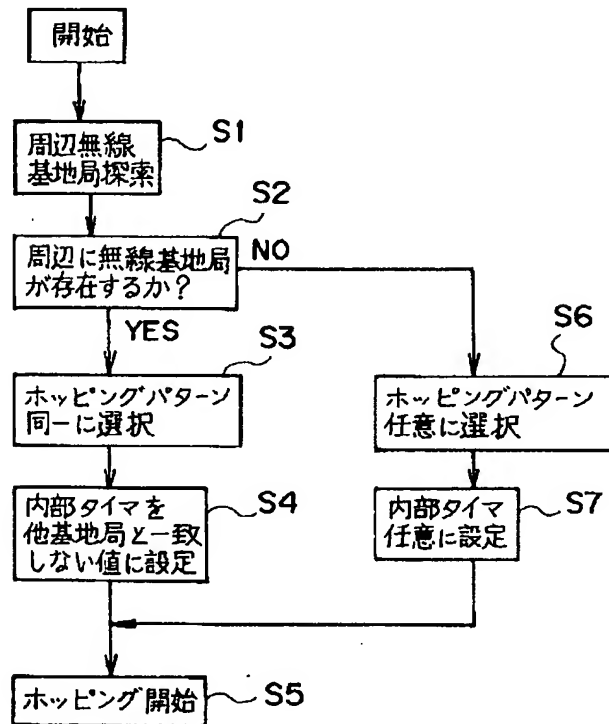 開始
S1
周辺無線
基地局探索
S2
周辺に無線基地局
が存在するか？
NO
YES
S3
ホッピングパターン
同一に選択
S6
ホッピングパターン
任意に選択
S4
内部タイマを
他基地局と一致
しない値に設定
S7
内部タイマ
任意に設定
S5
ホッピング開始